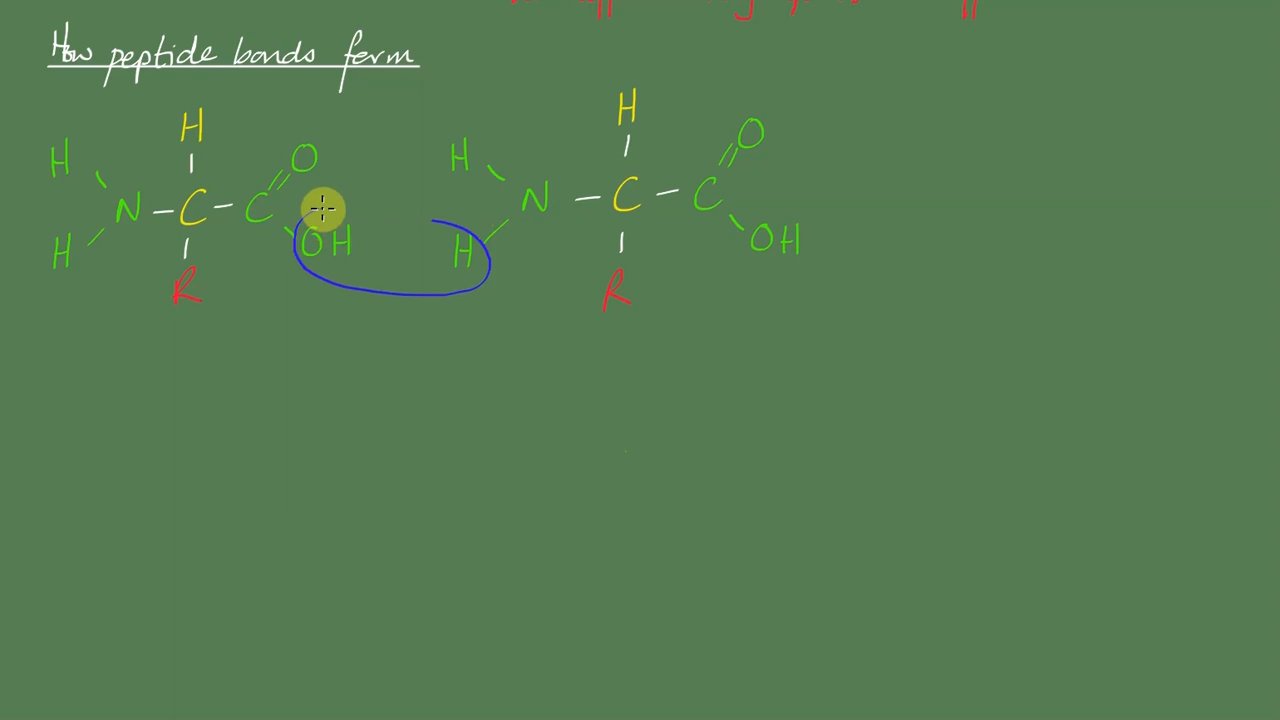 How peptide bonds form
H H
H O H O
N C C N C C
H OH H OH
R R